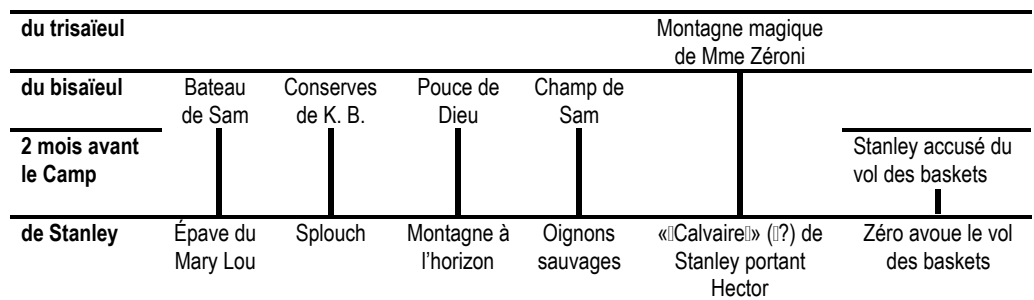 du trisaïeul
Montagne magique
de Mme Zéroni
du bisaïeul
Bateau
de Sam
Conserves
de K. B.
Pouce de
Dieu
Champ de
Sam
2 mois avant
le Camp
Stanley accusé du
vol des baskets
de Stanley
Épave du
Mary Lou
Splouch
Montagne à
l’horizon
Oignons
sauvages
«▯Calvaire▯» (▯?) de
Stanley portant
Hector
Zéro avoue le vol
des baskets